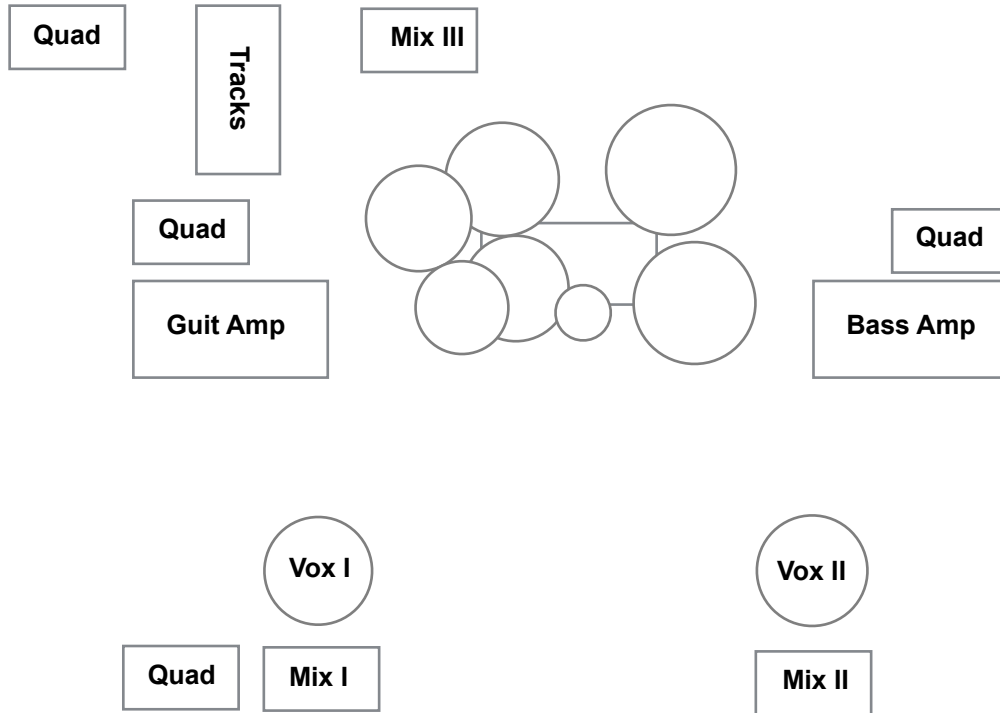 Quad
Tracks
Mix III
Quad
Quad
Guit Amp
Bass Amp
Vox I
Vox II
Quad
Mix I
Mix II